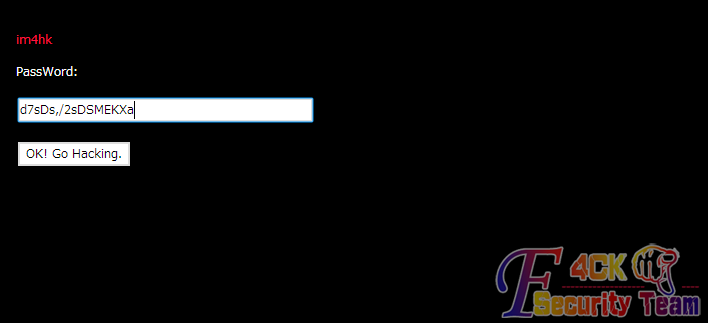 im4hk
PassWord:
d7sDs,/2sDSMEKXa
OK! Go Hacking.
F4CK
Security Team